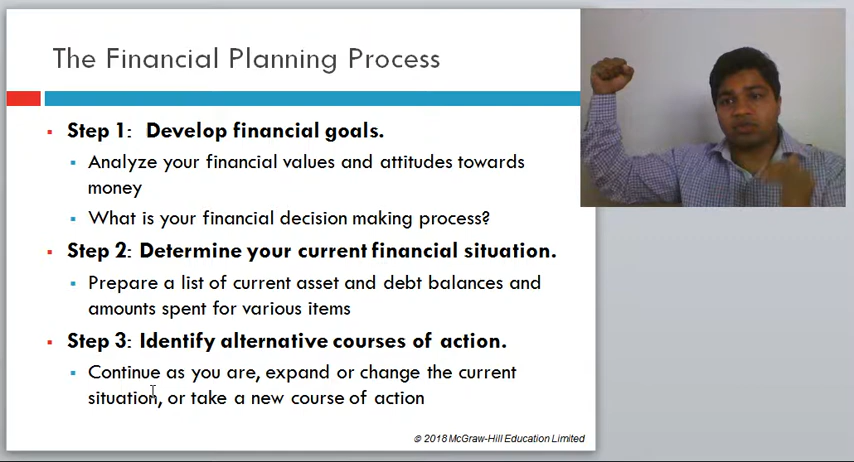 The Financial Planning Process
Step 1: Develop financial goals.
Analyze your financial values and attitudes towards
money
What is your financial decision making process?
Step 2: Determine your current financial situation.
Prepare a list of current asset and debt balances and
amounts spent for various items
Step 3: Identify alternative courses of action.
Continue as you are, expand or change the current
situation, or take a new course of action
© 2018 McGraw-Hill Education Limited